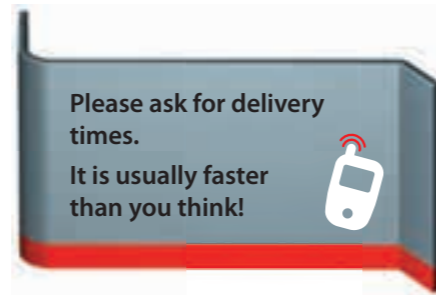 Please ask for delivery
times.
It is usually faster
than you think!